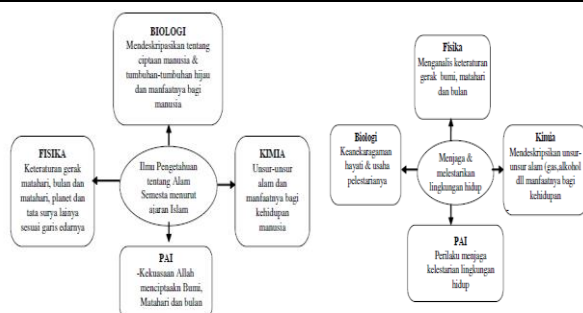 BIOLOGI
Mendeskripasikan tentang
ciptaan manusia &
tumbuhan-tumbuhan hijau
dan manfaatnya bagi
manusia
FISIKA
Keteraturan gerak
matahari, bulan dan
matahari, planet dan
tata surya lainya
sesuai garis edarnya
Ilmu Pengetahuan
tentang Alam
Semesta menurut
ajaran Islam
KIMIA
Unsur-unsur
alam dan
manfaatnya bagi
kehidupan
manusia
PAI
-Kekuasaan Allah
menciptaakn Bumi,
Matahari dan bulan
Fisika
Menganalis keteraturan
gerak bumi, matahari
dan bulan
Biologi
Keanekaragaman
hayati & usaha
pelestarianya
Menjaga &
melestarikan
lingkungan hidup
Kimia
Mendeskripsikan unsur-
unsur alam (gas,alkohol
dll manfaatnya bagi
kehidupan
-
PAI
Perilaku menjaga
kelestarian lingkungan
hidup